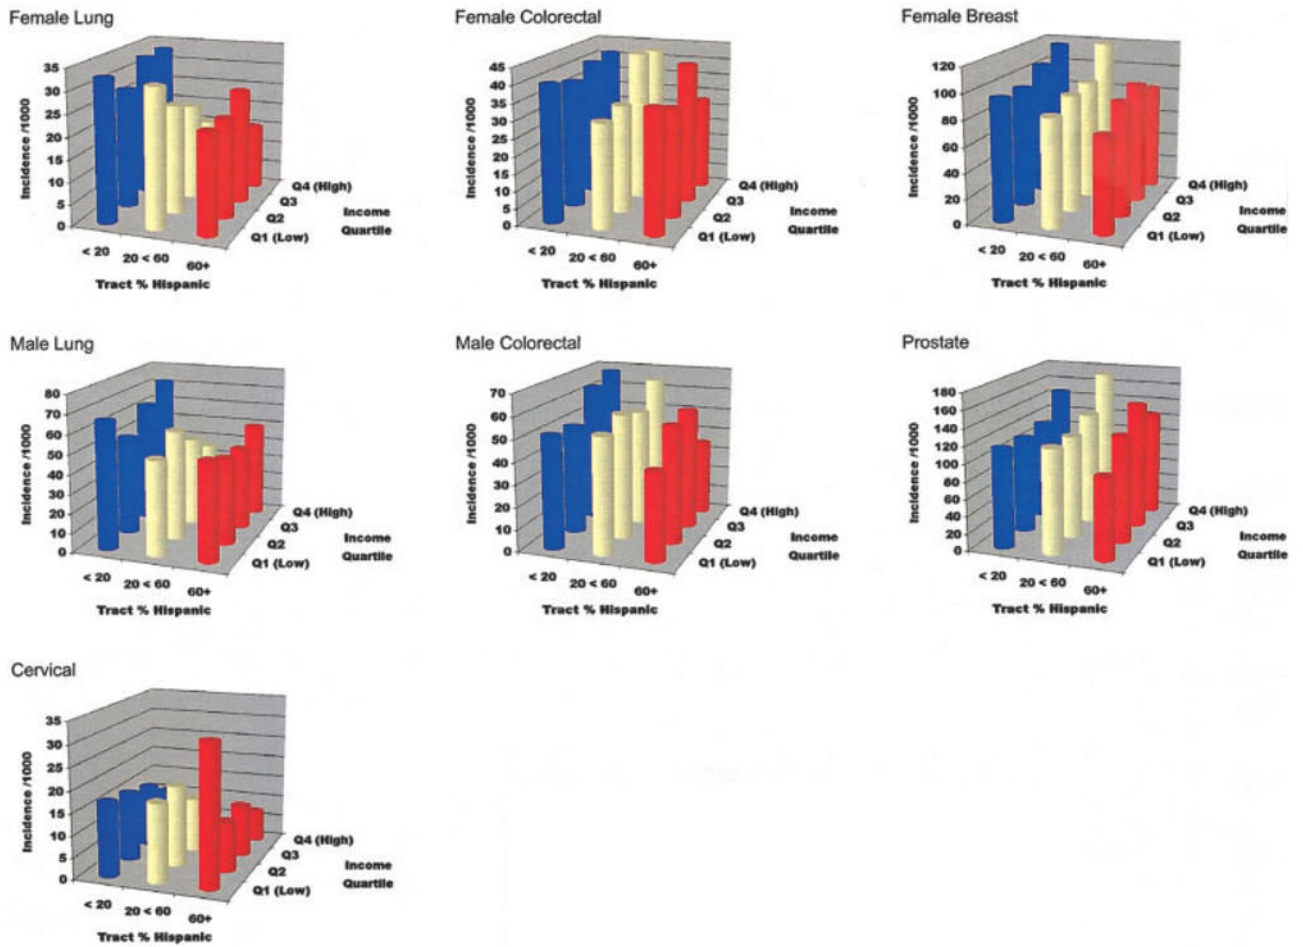 Female Lung
Incidence /1000
35
30
25
20
15
10
5
0
Q4 (High)
Q3
Q2
Q1 (Low)
Income
Quartile
< 20
20 < 60
60+
Tract % Hispanic
Female Colorectal
Incidence /1000
45
40
35
30
25
20
15
10
5
0
Q4 (High)
Q3
Q2
Q1 (Low)
Income
Quartile
< 20
20 < 60
60+
Tract % Hispanic
Female Breast
Incidence /1000
120
100
80
60
40
20
0
Q4 (High)
Q3
Q2
Q1 (Low)
Income
Quartile
< 20
20 < 60
60+
Tract % Hispanic
Male Lung
Incidence /1000
80
70
60
50
40
30
20
10
0
Q4 (High)
Q3
Q2
Q1 (Low)
Income
Quartile
< 20
20 < 60
60+
Tract % Hispanic
Male Colorectal
Incidence /1000
70
60
50
40
30
20
10
0
Q4 (High)
Q3
Q2
Q1 (Low)
Income
Quartile
< 20
20 < 60
60+
Tract % Hispanic
Prostate
Incidence /1000
180
160
140
120
100
80
60
40
20
0
Q4 (High)
Q3
Q2
Q1 (Low)
Income
Quartile
< 20
20 < 60
60+
Tract % Hispanic
Cervical
Incidence /1000
35
30
25
20
15
10
5
0
Q4 (High)
Q3
Q2
Q1 (Low)
Income
Quartile
< 20
20 < 60
60+
Tract % Hispanic